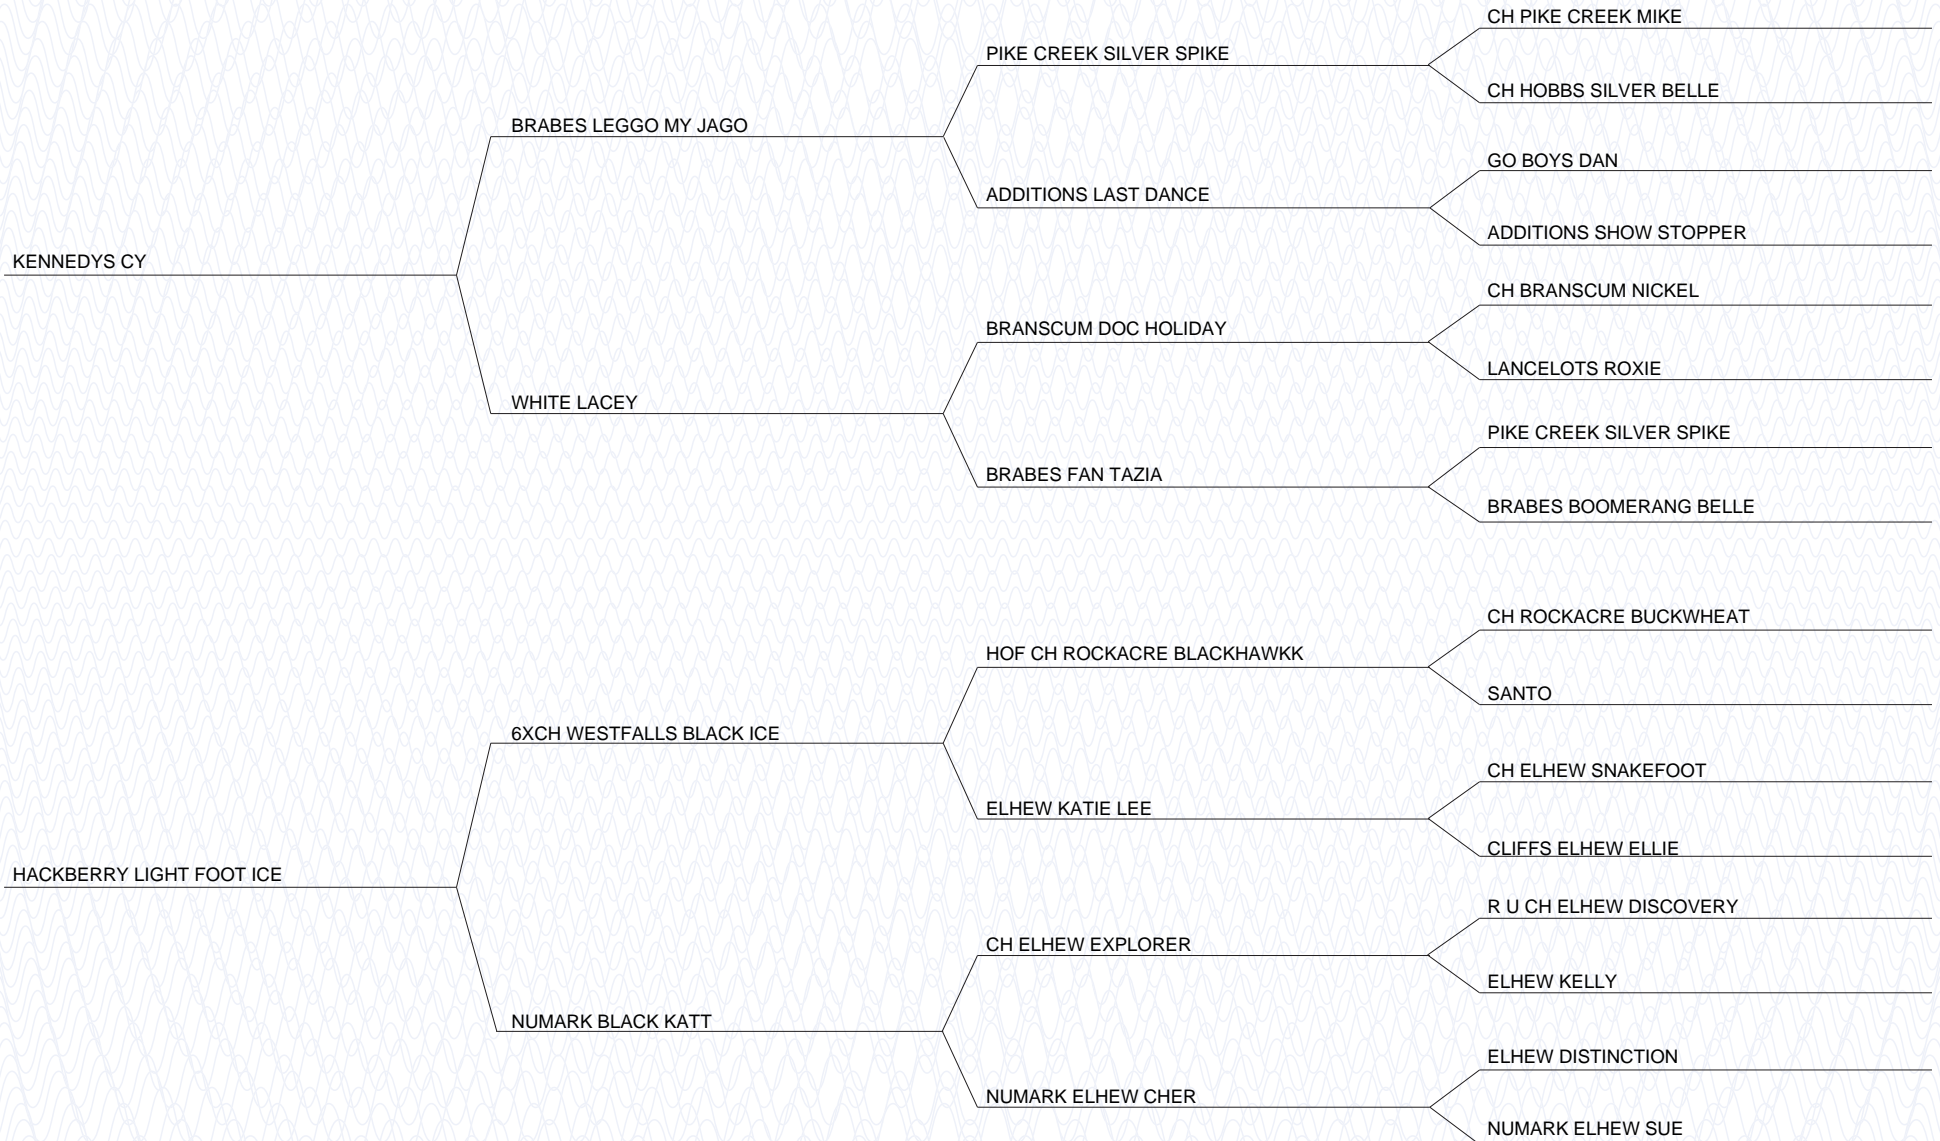 CH PIKE CREEK MIKE
PIKE CREEK SILVER SPIKE
CH HOBBS SILVER BELLE
BRABES LEGGO MY JAGO
GO BOYS DAN
ADDITIONS LAST DANCE
ADDITIONS SHOW STOPPER
KENNEDYS CY
CH BRANSCUM NICKEL
BRANSCUM DOC HOLIDAY
LANCELOTS ROXIE
WHITE LACEY
PIKE CREEK SILVER SPIKE
BRABES FAN TAZIA
BRABES BOOMERANG BELLE
CH ROCKACRE BUCKWHEAT
HOF CH ROCKACRE BLACKHAWKK
SANTO
6XCH WESTFALLS BLACK ICE
CH ELHEW SNAKEFOOT
ELHEW KATIE LEE
CLIFFS ELHEW ELLIE
HACKBERRY LIGHT FOOT ICE
R U CH ELHEW DISCOVERY
CH ELHEW EXPLORER
ELHEW KELLY
NUMARK BLACK KATT
ELHEW DISTINCTION
NUMARK ELHEW CHER
NUMARK ELHEW SUE